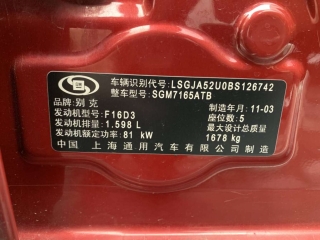 车辆识别代号:LSGJA52U0BS126742
整车型号:SGM7165ATB
品牌:别克
制造年月:11-03
发动机型号:F16D3
座位数:5
发动机排量:1.598 L
最大设计总质量
发动机额定功率:81 kW
1678 kg
中国 上海通用汽车有限公司制造